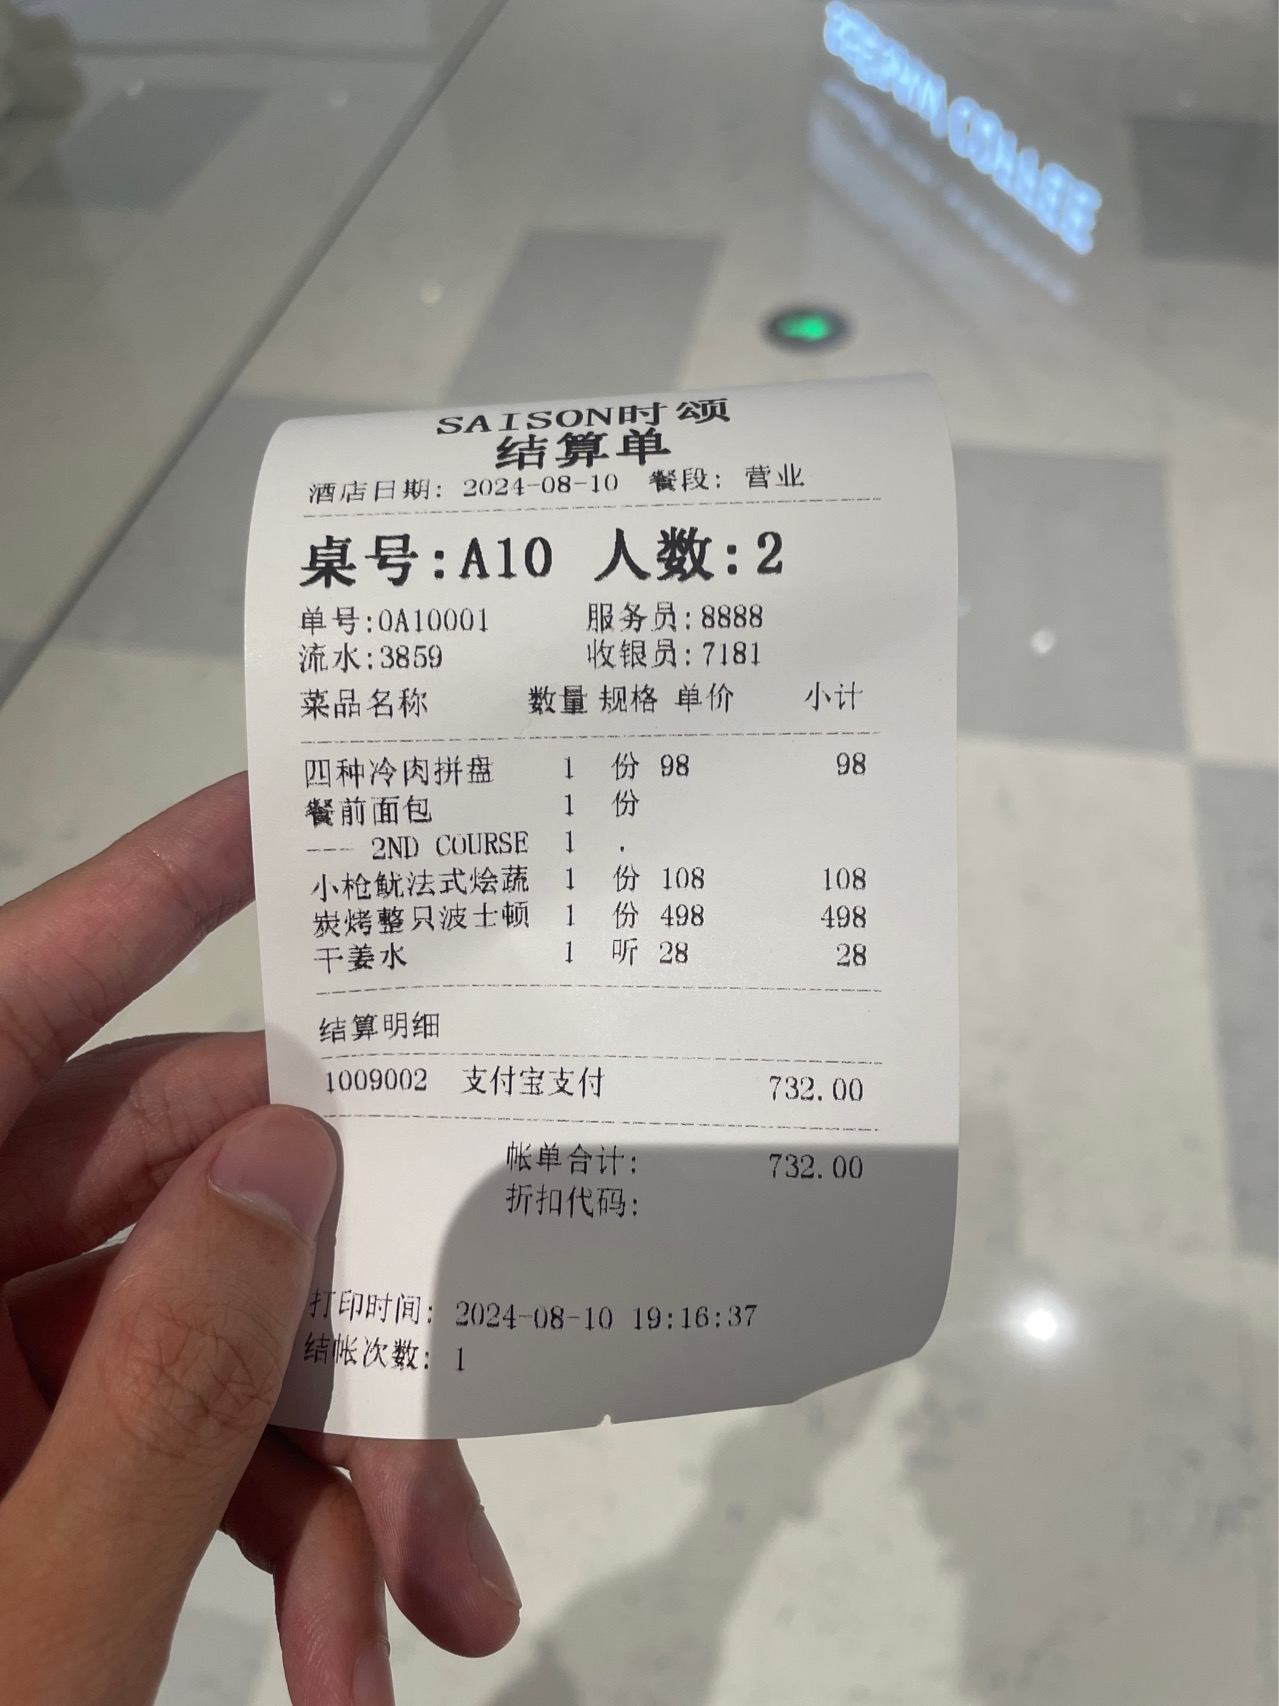 SAISON时颂
结算单
酒店日期: 2024-08-10 餐段: 营业
桌号:A10 人数:2
单号:0A10001 服务员:8888
流水:3859 收银员:7181
菜品名称 数量 规格 单价 小计
四种冷肉拼盘 1 份 98 98
餐前面包 1 份
--- 2ND COURSE 1 .
小枪鱿法式烩蔬 1 份 108 108
炭烤整只波士顿 1 份 498 498
干姜水 1 听 28 28
结算明细
1009002 支付宝支付 732.00
帐单合计: 732.00
折扣代码:
打印时间: 2024-08-10 19:16:37
结帐次数: 1